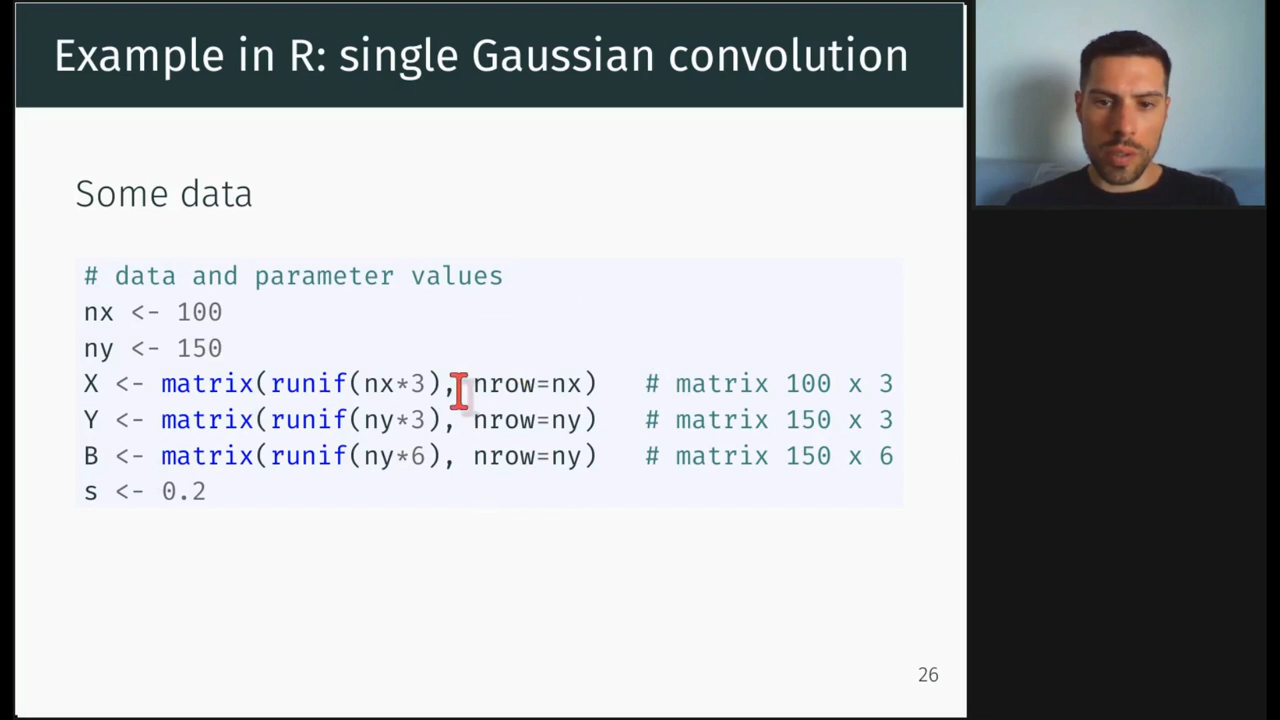 Example in R: single Gaussian convolution
Some data
# data and parameter values
nx <- 100
ny <- 150
X <- matrix(runif(nx*3), nrow=nx)   # matrix 100 x 3
Y <- matrix(runif(ny*3), nrow=ny)   # matrix 150 x 3
B <- matrix(runif(ny*6), nrow=ny)   # matrix 150 x 6
s <- 0.2
26